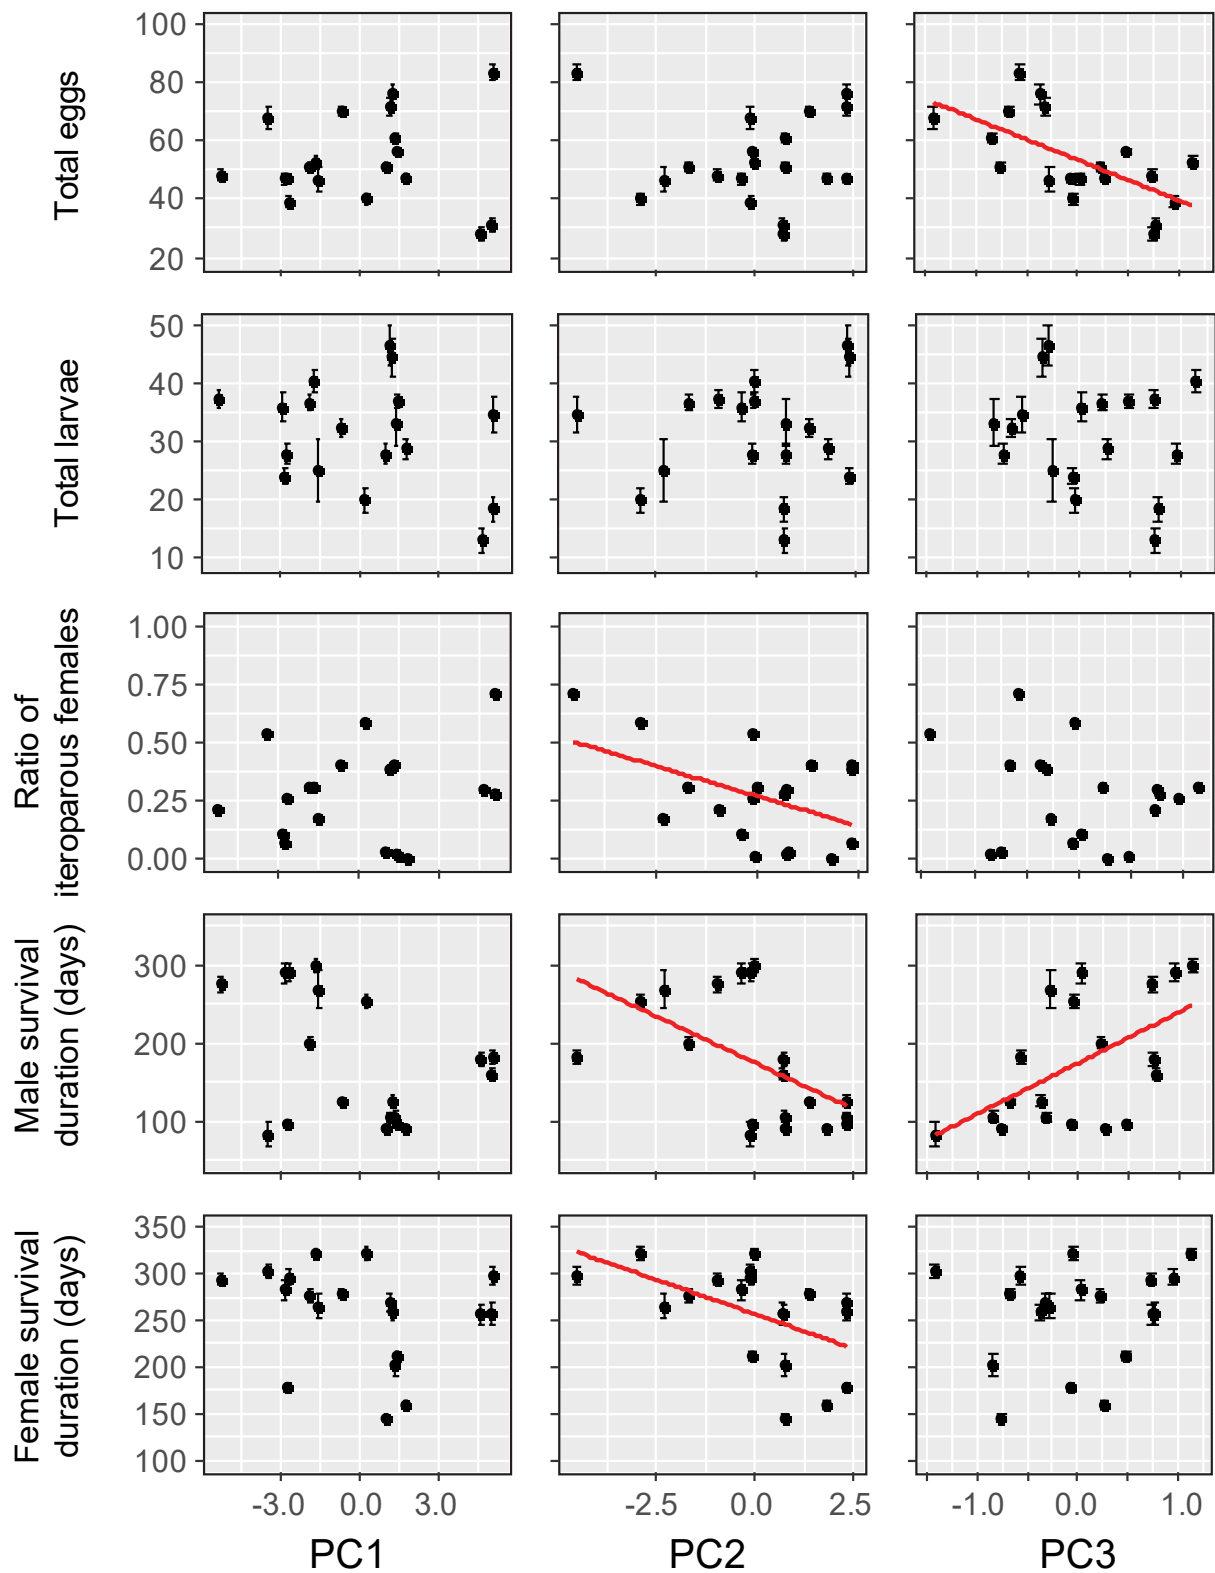 Total eggs
100
80
60
40
20
Total larvae
50
40
30
20
10
Ratio of
iteroparous females
1.00
0.75
0.50
0.25
0.00
Male survival
duration (days)
300
200
100
Female survival
duration (days)
350
300
250
200
150
100
-3.0 0.0 3.0
-2.5 0.0 2.5
-1.0 0.0 1.0
PC1
PC2
PC3